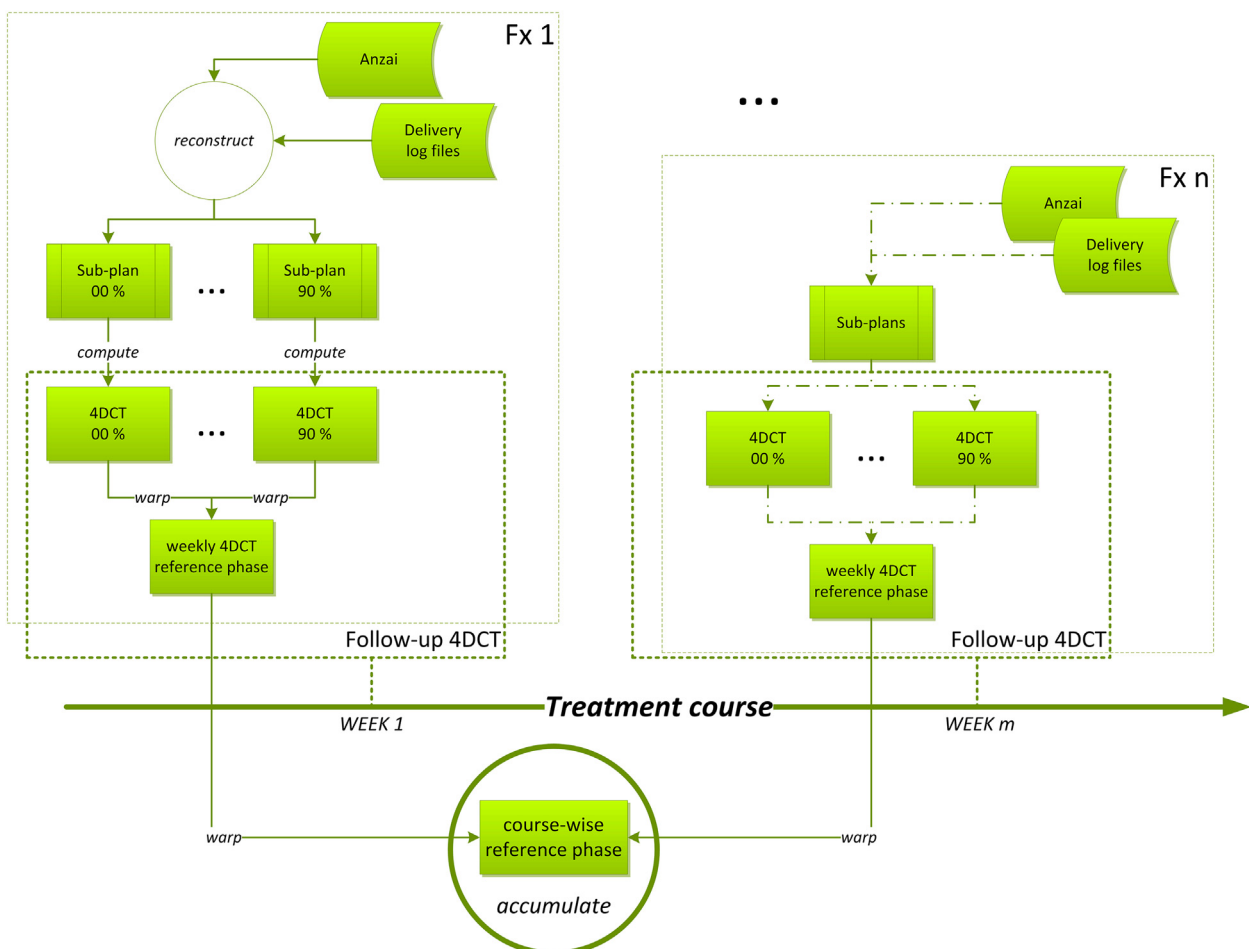 Fx 1
Anzai
reconstruct
Delivery
log files
Sub-plan
00 %
...
Sub-plan
90 %
compute
compute
4DCT
00 %
...
4DCT
90 %
warp
warp
weekly 4DCT
reference phase
Follow-up 4DCT
...
Fx n
Anzai
Delivery
log files
Sub-plans
4DCT
00 %
...
4DCT
90 %
weekly 4DCT
reference phase
Follow-up 4DCT
Treatment course
WEEK 1
WEEK m
warp
course-wise
reference phase
warp
accumulate